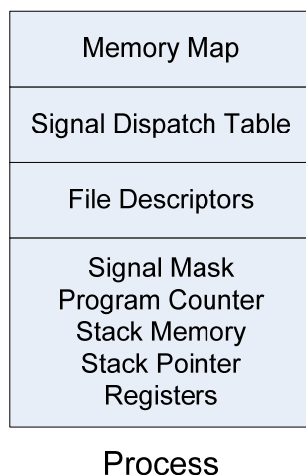 Memory Map
Signal Dispatch Table
File Descriptors
Signal Mask
Program Counter
Stack Memory
Stack Pointer
Registers
Process